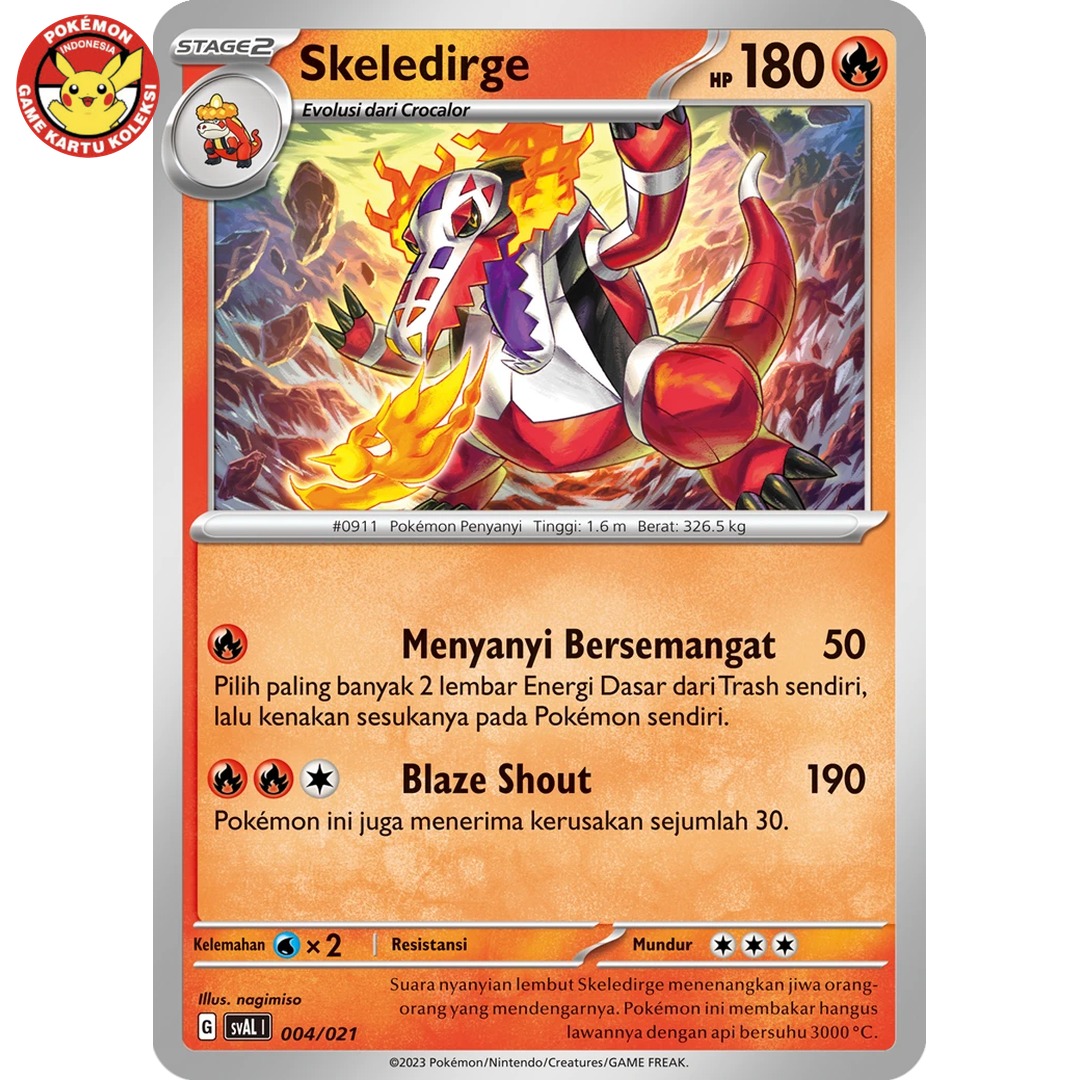 POKÉMON
INDONESIA
GAME KARTU KOLEKSI
STAGE2
Skeledirge
HP 180
Evolusi dari Crocalor
#0911 Pokémon Penyanyi Tinggi: 1.6 m Berat: 326.5 kg
Menyanyi Bersemangat 50
Pilih paling banyak 2 lembar Energi Dasar dari Trash sendiri,
lalu kenakan sesukanya pada Pokémon sendiri.
Blaze Shout 190
Pokémon ini juga menerima kerusakan sejumlah 30.
Kelemahan ×2 Resistansi Mundur
Suara nyanyian lembut Skeledirge menenangkan jiwa orang-
orang yang mendengarnya. Pokémon ini membakar hangus
lawannya dengan api bersuhu 3000 °C.
Illus. nagimiso
G svAL I 004/021
©2023 Pokémon/Nintendo/Creatures/GAME FREAK.